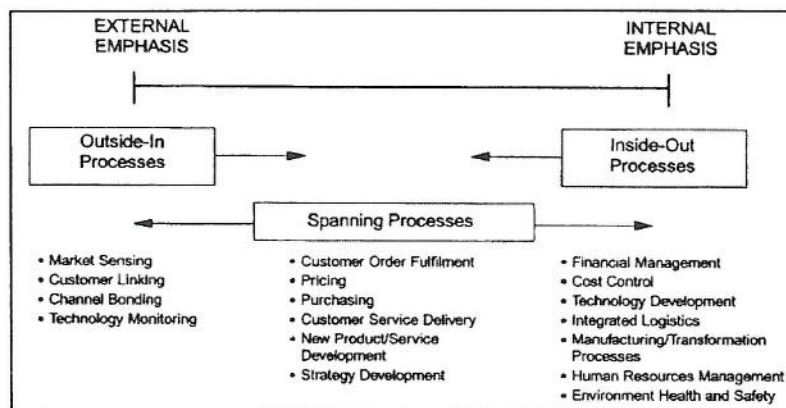 EXTERNAL
EMPHASIS
INTERNAL
EMPHASIS
Outside-In
Processes
Inside-Out
Processes
Spanning Processes
• Market Sensing
• Customer Linking
• Channel Bonding
• Technology Monitoring
• Customer Order Fulfilment
• Pricing
• Purchasing
• Customer Service Delivery
• New Product/Service
Development
• Strategy Development
• Financial Management
• Cost Control
• Technology Development
• Integrated Logistics
• Manufacturing/Transformation
Processes
• Human Resources Management
• Environment Health and Safety